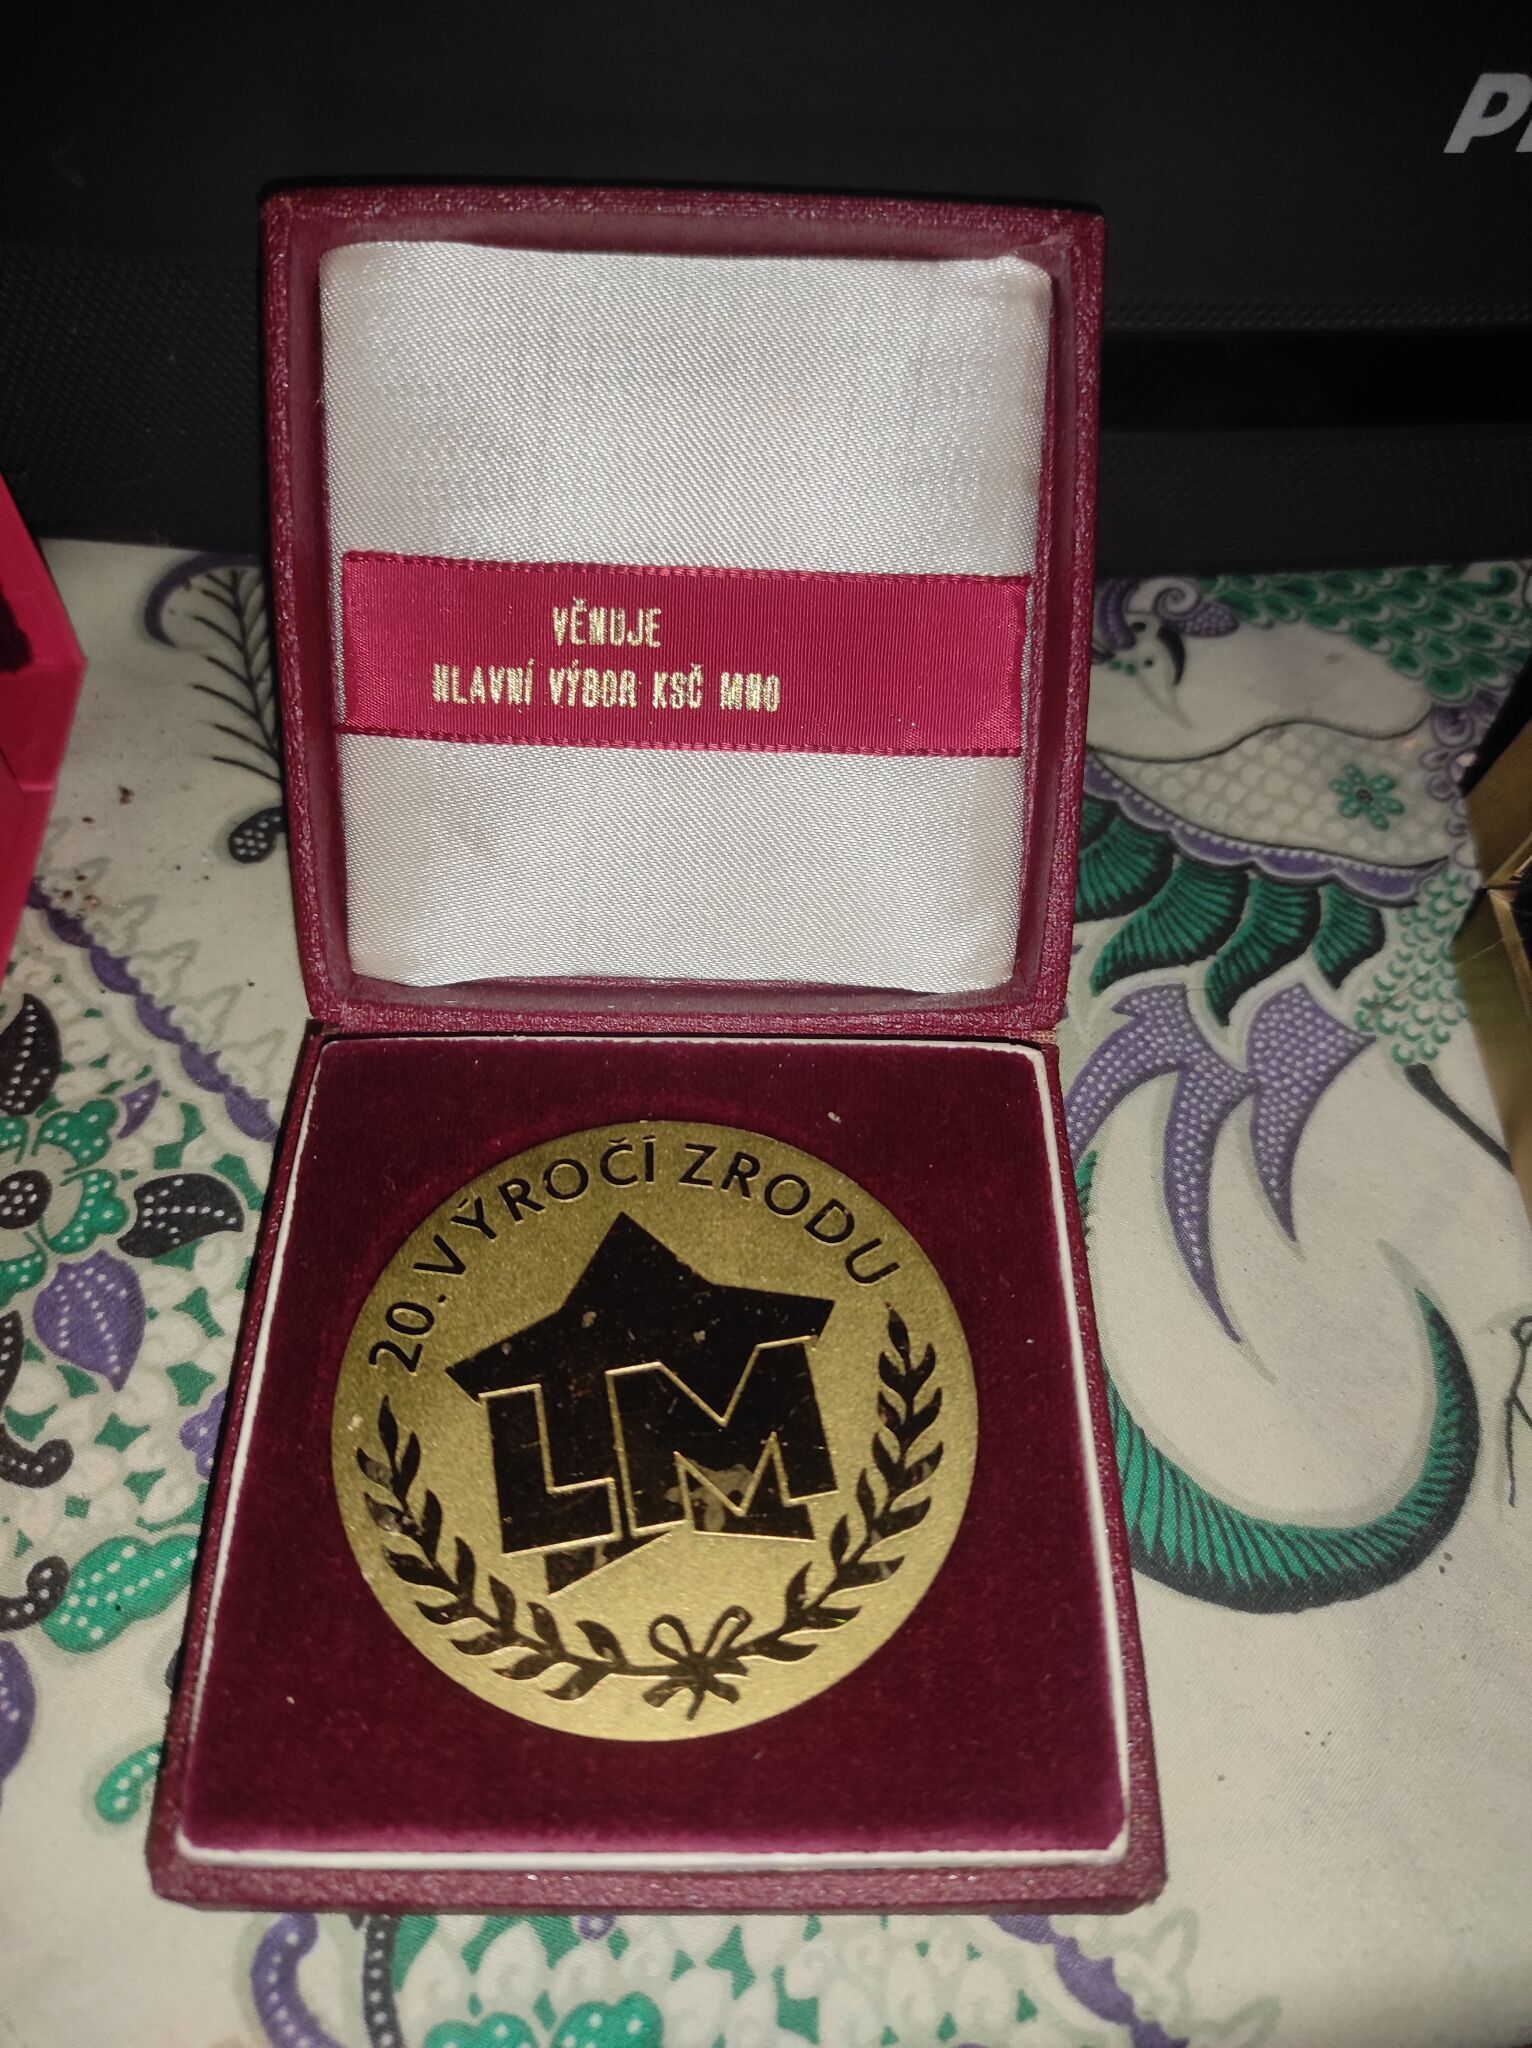 VĚNUJE
HLAVNÍ VÝBOR KSČ MNO
20. VÝROČÍ ZRODU
LM